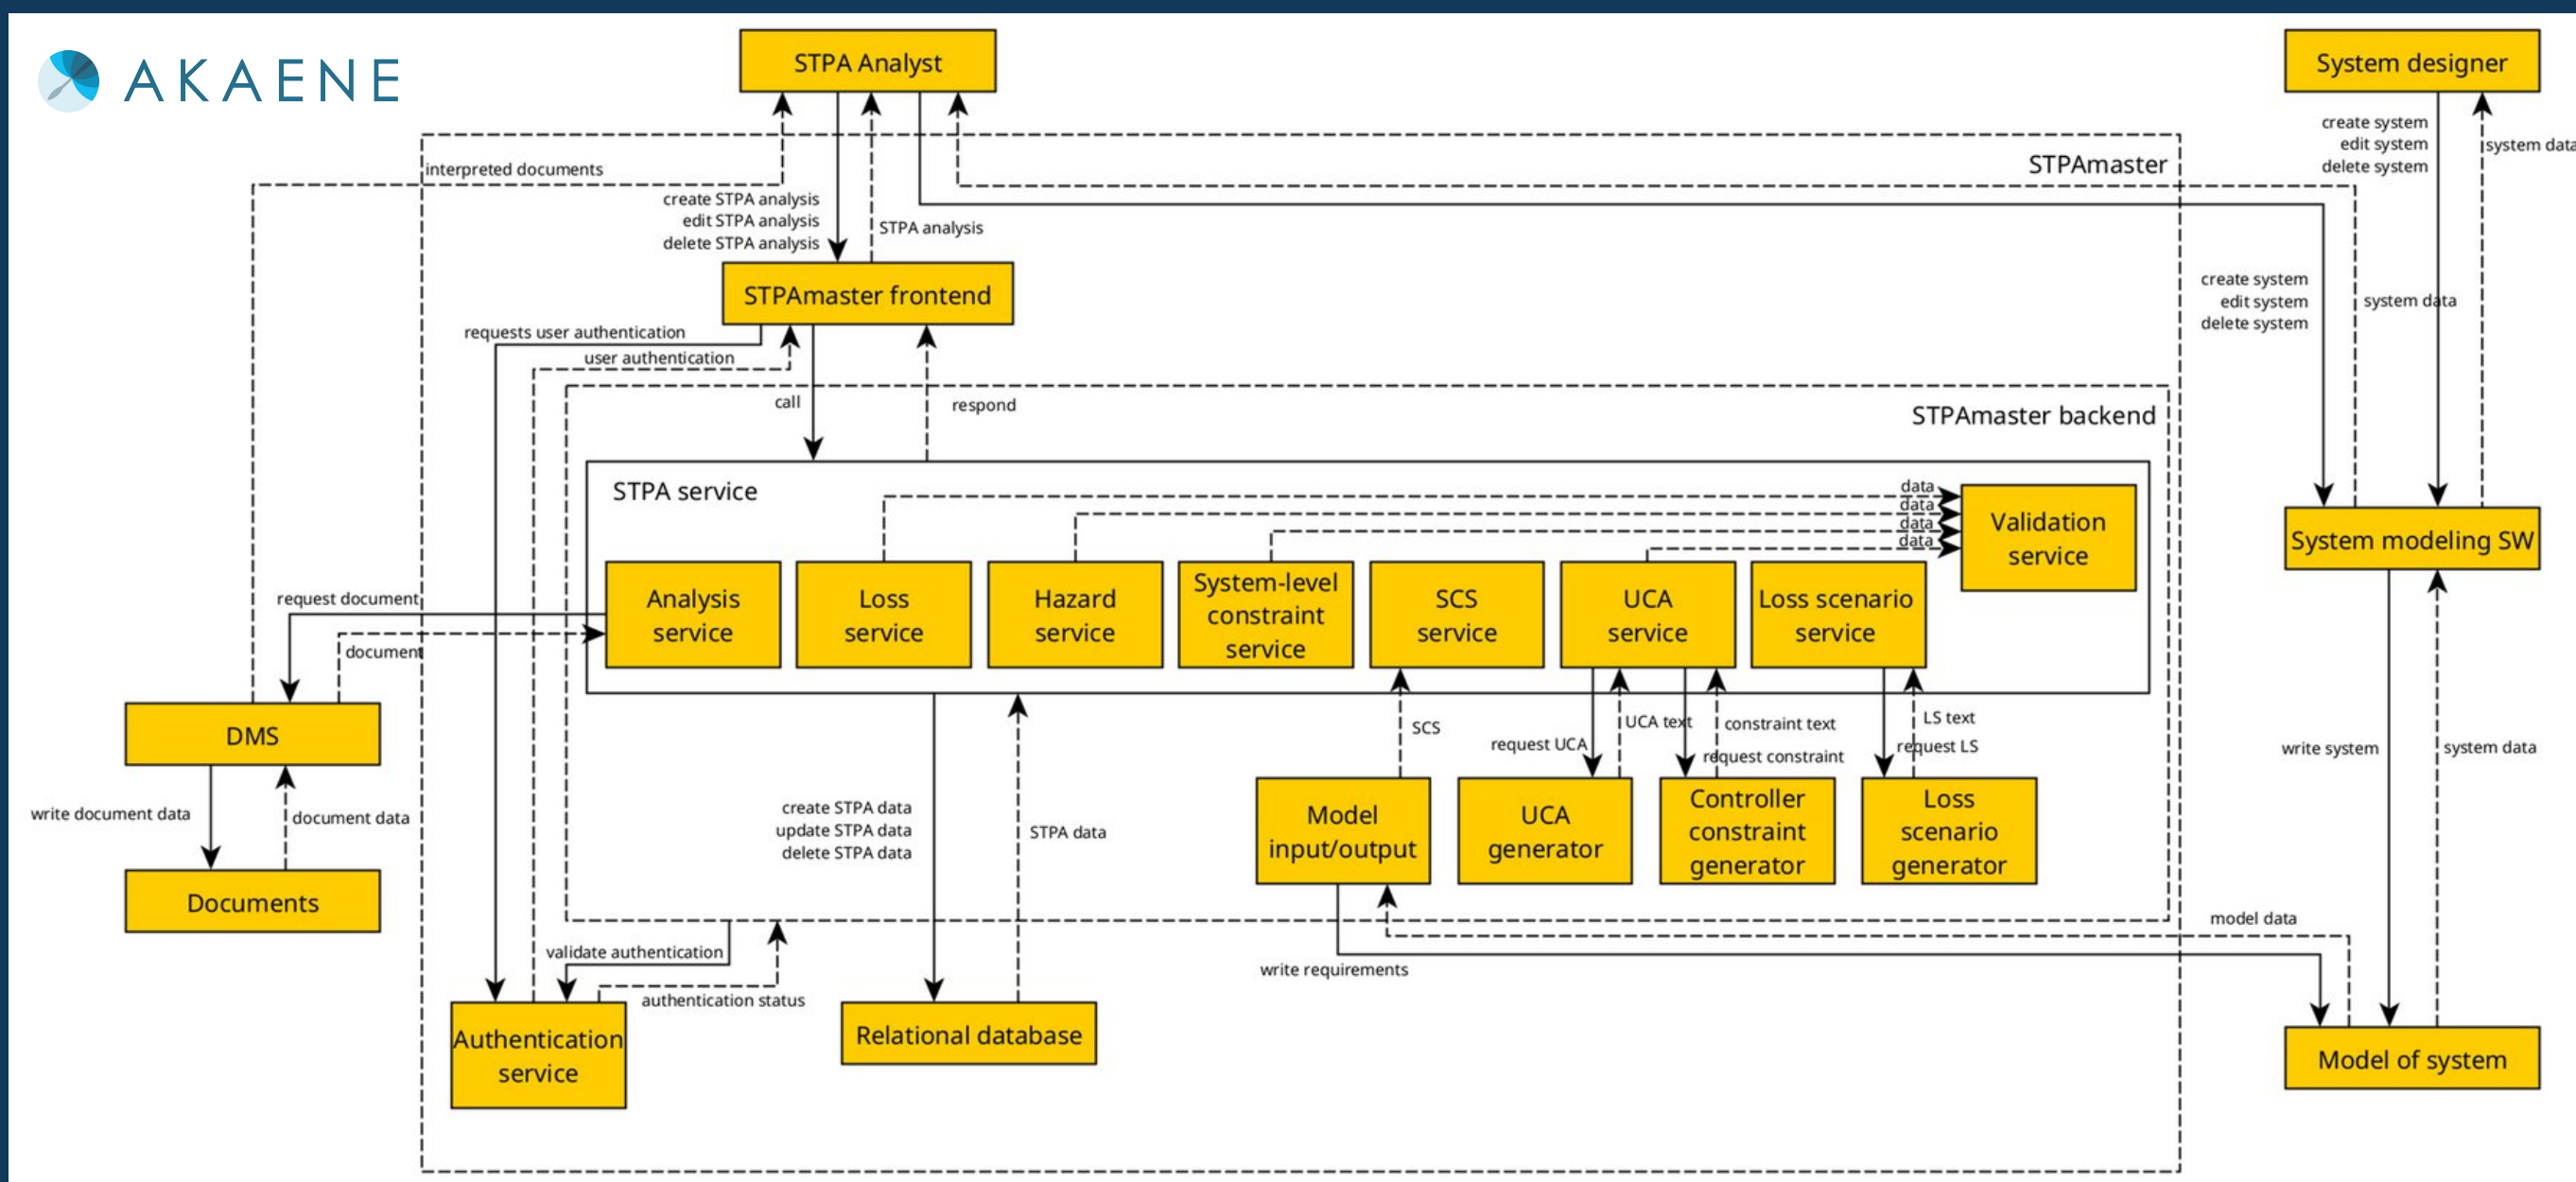 AKAENE
STPA Analyst
System designer
create system
edit system
delete system
system data
interpreted documents
STPAmaster
create STPA analysis
edit STPA analysis
delete STPA analysis
STPA analysis
STPAmaster frontend
create system
edit system
delete system
system data
requests user authentication
user authentication
call
respond
STPAmaster backend
STPA service
data
data
data
data
Validation
service
System modeling SW
Analysis
service
Loss
service
Hazard
service
System-level
constraint
service
SCS
service
UCA
service
Loss scenario
service
request document
document
DMS
SCS
request UCA
UCA text
constraint text
request constraint
LS text
request LS
write system
system data
write document data
document data
create STPA data
update STPA data
delete STPA data
STPA data
Model
input/output
UCA
generator
Controller
constraint
generator
Loss
scenario
generator
Documents
model data
validate authentication
write requirements
authentication status
Authentication
service
Relational database
Model of system